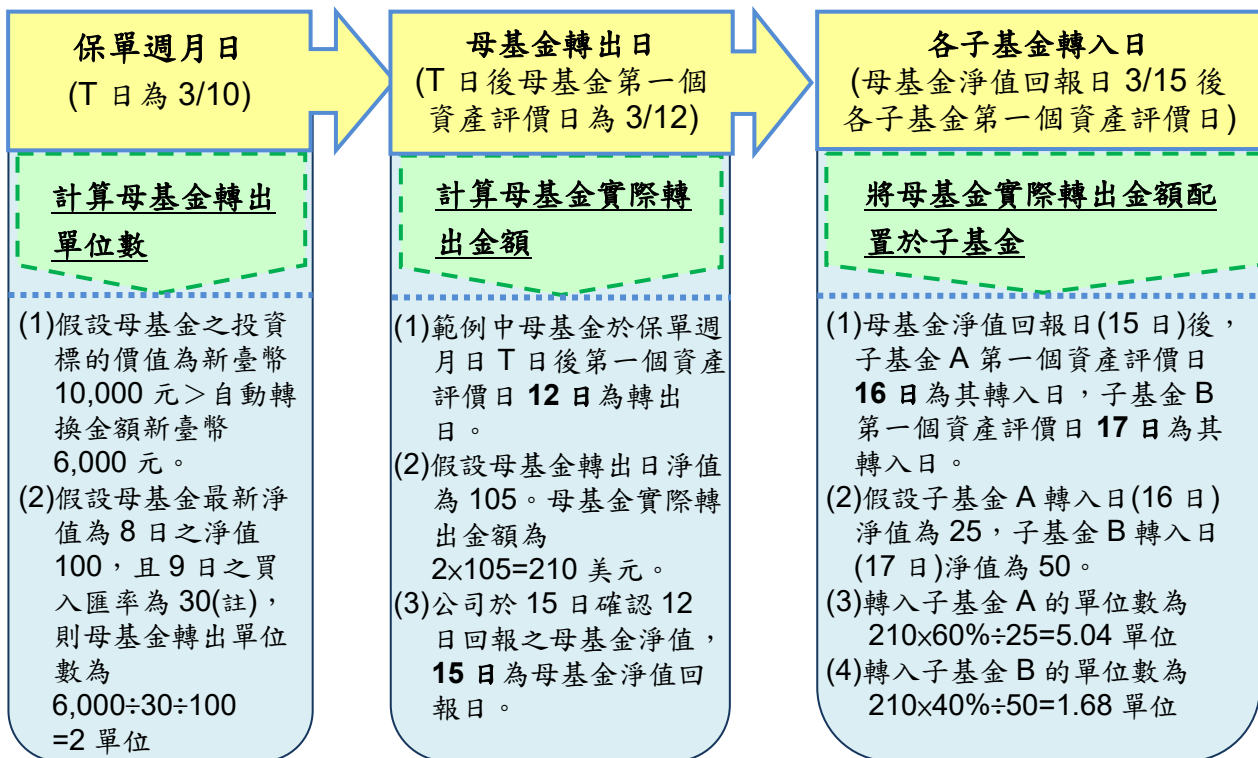 保單週月日
(T 日為 3/10)
母基金轉出日
(T 日後母基金第一個
資產評價日為 3/12)
各子基金轉入日
(母基金淨值回報日 3/15 後
各子基金第一個資產評價日)
計算母基金轉出
單位數
(1)假設母基金之投資
標的價值為新臺幣
10,000 元＞自動轉
換金額新臺幣
6,000 元。
(2)假設母基金最新淨
值為 8 日之淨值
100，且 9 日之買
入匯率為 30(註)，
則母基金轉出單位
數為
6,000÷30÷100
=2 單位
計算母基金實際轉
出金額
(1)範例中母基金於保單週
月日 T 日後第一個資產
評價日 12 日為轉出
日。
(2)假設母基金轉出日淨值
為 105。母基金實際轉
出金額為
2×105=210 美元。
(3)公司於 15 日確認 12
日回報之母基金淨值，
15 日為母基金淨值回
報日。
將母基金實際轉出金額配
置於子基金
(1)母基金淨值回報日(15 日)後，
子基金 A 第一個資產評價日
16 日為其轉入日，子基金 B
第一個資產評價日 17 日為其
轉入日。
(2)假設子基金 A 轉入日(16 日)
淨值為 25，子基金 B 轉入日
(17 日)淨值為 50。
(3)轉入子基金 A 的單位數為
210×60%÷25=5.04 單位
(4)轉入子基金 B 的單位數為
210×40%÷50=1.68 單位